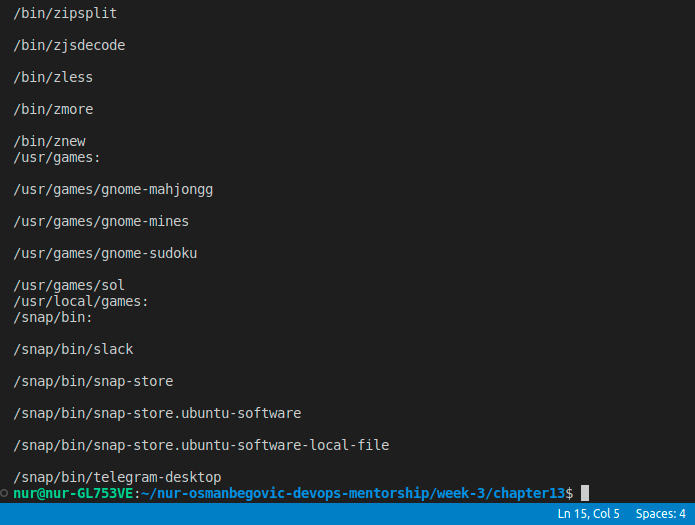 /bin/zipsplit
/bin/zjsdecode
/bin/zless
/bin/zmore
/bin/znew
/usr/games:
/usr/games/gnome-mahjongg
/usr/games/gnome-mines
/usr/games/gnome-sudoku
/usr/games/sol
/usr/local/games:
/snap/bin:
/snap/bin/slack
/snap/bin/snap-store
/snap/bin/snap-store.ubuntu-software
/snap/bin/snap-store.ubuntu-software-local-file
/snap/bin/telegram-desktop
nur@nur-GL753VE:~/nur-osmanbegovic-devops-mentorship/week-3/chapter13$
Ln 15, Col 5 Spaces: 4